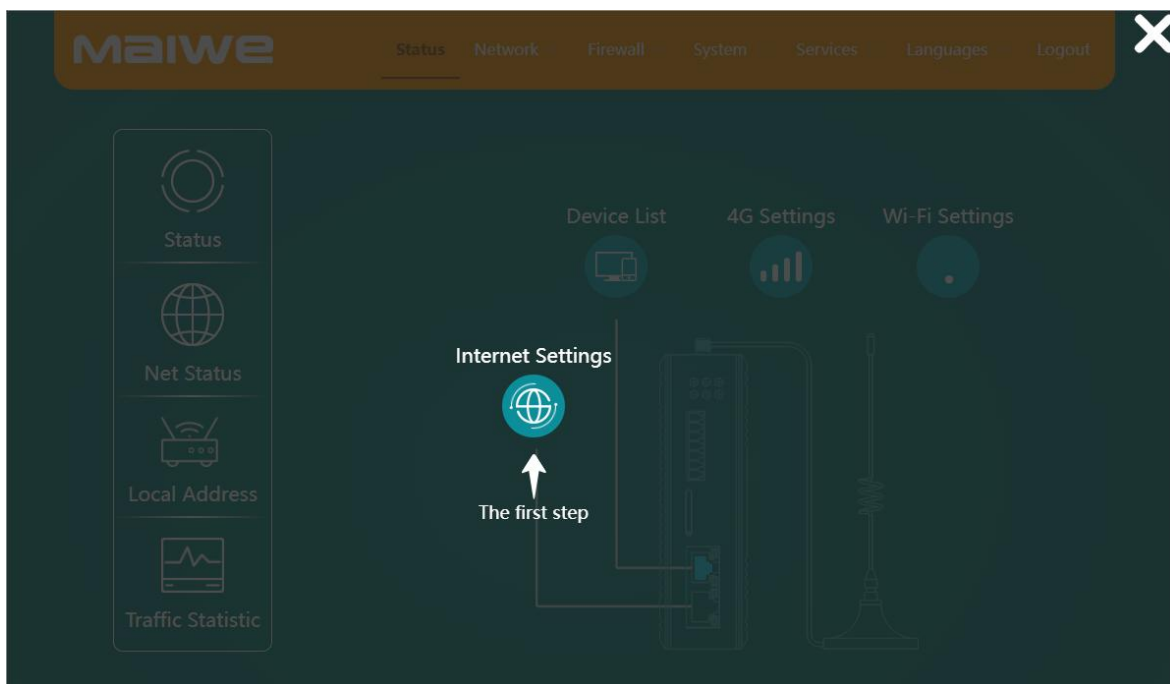 Maiwe
Status Network Firewall System Services Languages Logout
Status
Net Status
Local Address
Traffic Statistic
Device List 4G Settings Wi-Fi Settings
Internet Settings
The first step